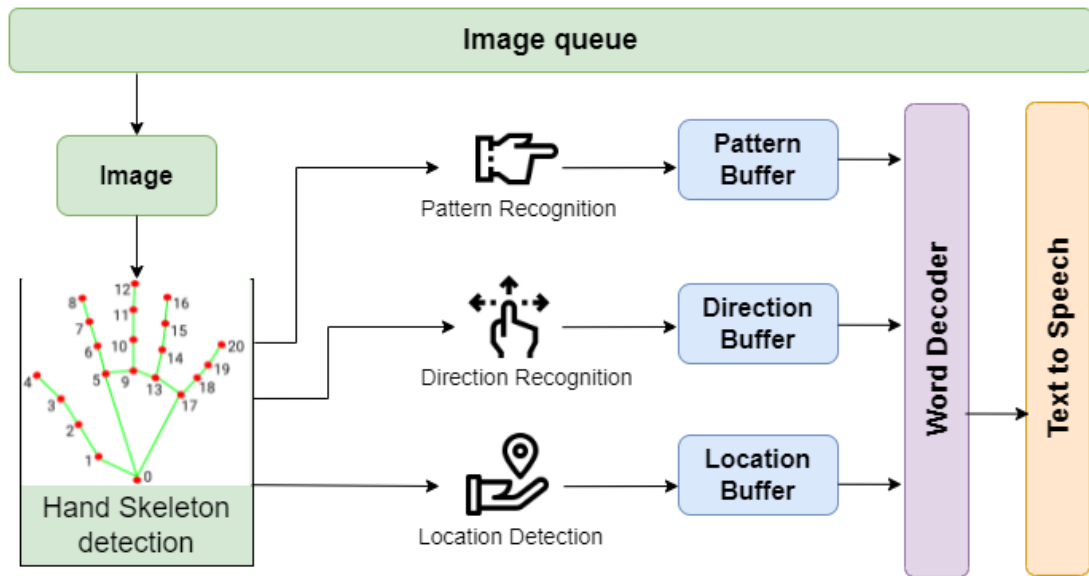 Image queue
Image
Pattern Recognition
Pattern
Buffer
12
8
16
11
7
15
10
6
14
20
19
5
9
13
18
4
17
3
2
1
0
Hand Skeleton
detection
Direction Recognition
Direction
Buffer
Location Detection
Location
Buffer
Word Decoder
Text to Speech